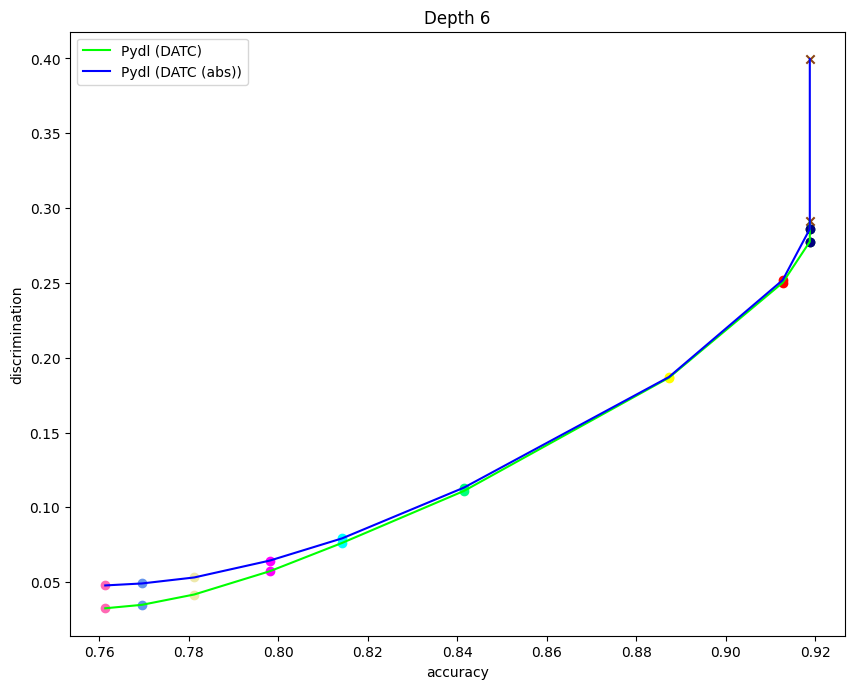 Depth 6
Pydl (DATC)
Pydl (DATC (abs))
0.40
0.35
0.30
0.25
0.20
0.15
0.10
0.05
discrimination
0.76 0.78 0.80 0.82 0.84 0.86 0.88 0.90 0.92
accuracy